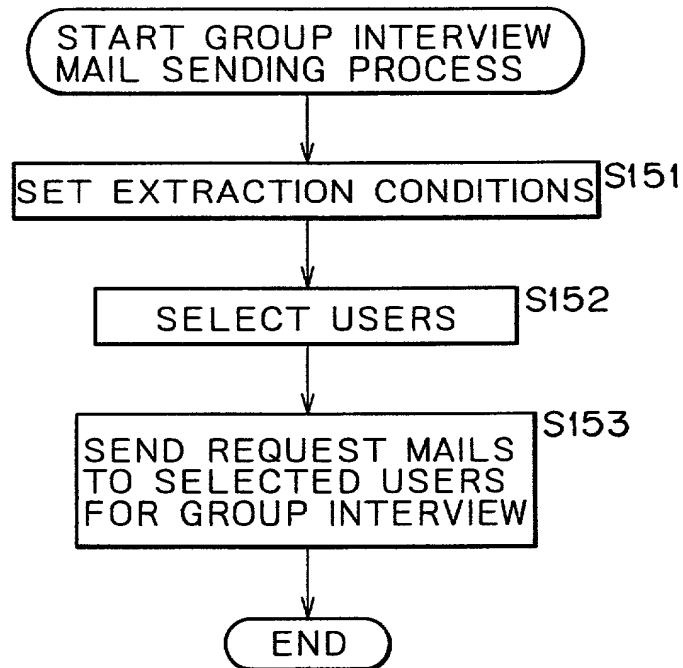 START GROUP INTERVIEW
MAIL SENDING PROCESS
SET EXTRACTION CONDITIONS
S151
SELECT USERS
S152
SEND REQUEST MAILS
TO SELECTED USERS
FOR GROUP INTERVIEW
S153
END